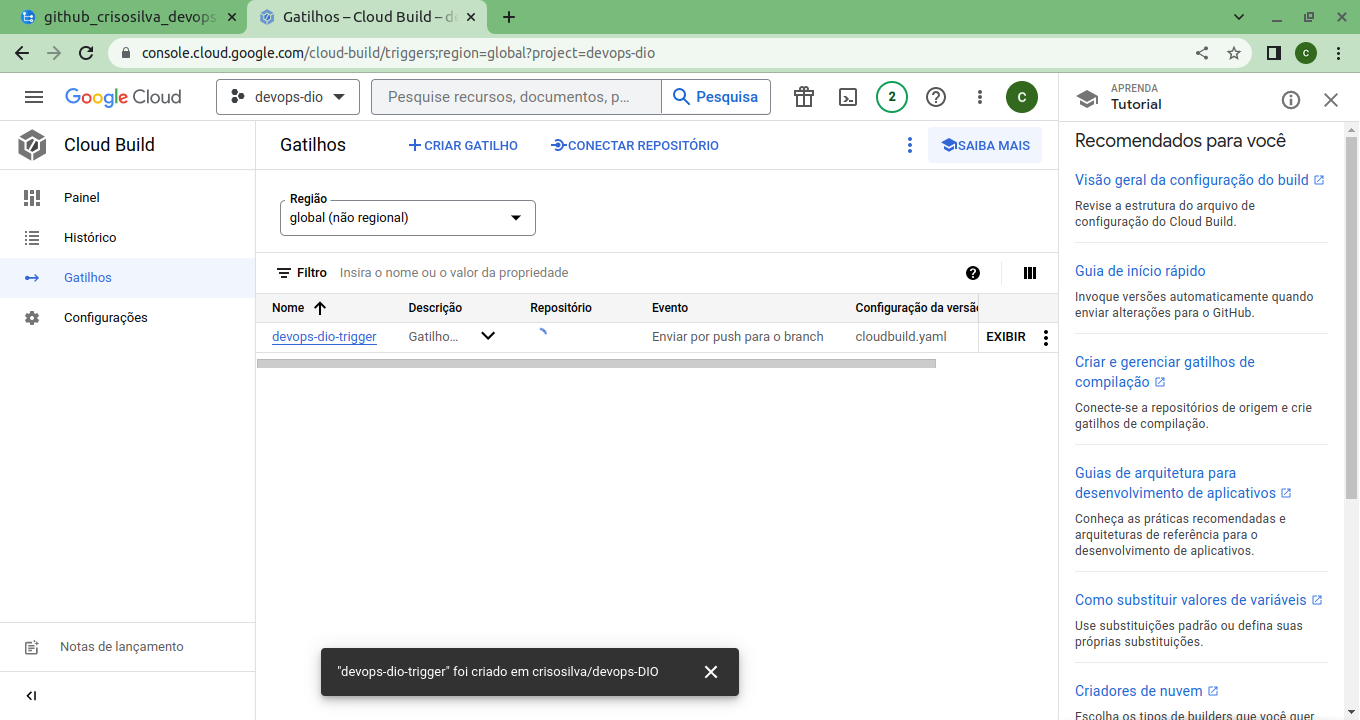 github_crisosilva_devops
Gatilhos – Cloud Build – de
console.cloud.google.com/cloud-build/triggers;region=global?project=devops-dio
C
Google Cloud
devops-dio
Pesquise recursos, documentos, p…
Pesquisa
2
C
APRENDA
Tutorial
Cloud Build
Painel
Histórico
Gatilhos
Configurações
Notas de lançamento
Gatilhos
CRIAR GATILHO
CONECTAR REPOSITÓRIO
SAIBA MAIS
Região
global (não regional)
Filtro
Insira o nome ou o valor da propriedade
Nome Descrição Repositório Evento Configuração da versão
devops-dio-trigger Gatilho… Enviar por push para o branch cloudbuild.yaml EXIBIR
"devops-dio-trigger" foi criado em crisosilva/devops-DIO
Recomendados para você
Visão geral da configuração do build
Revise a estrutura do arquivo de
configuração do Cloud Build.
Guia de início rápido
Invoque versões automaticamente quando
enviar alterações para o GitHub.
Criar e gerenciar gatilhos de
compilação
Conecte-se a repositórios de origem e crie
gatilhos de compilação.
Guias de arquitetura para
desenvolvimento de aplicativos
Conheça as práticas recomendadas e
arquiteturas de referência para o
desenvolvimento de aplicativos.
Como substituir valores de variáveis
Use substituições padrão ou defina suas
próprias substituições.
Criadores de nuvem
Escolha os tipos de builders que você quer